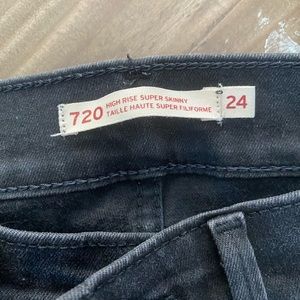 720 HIGH RISE SUPER SKINNY
TAILLE HAUTE SUPER FILIFORME
24